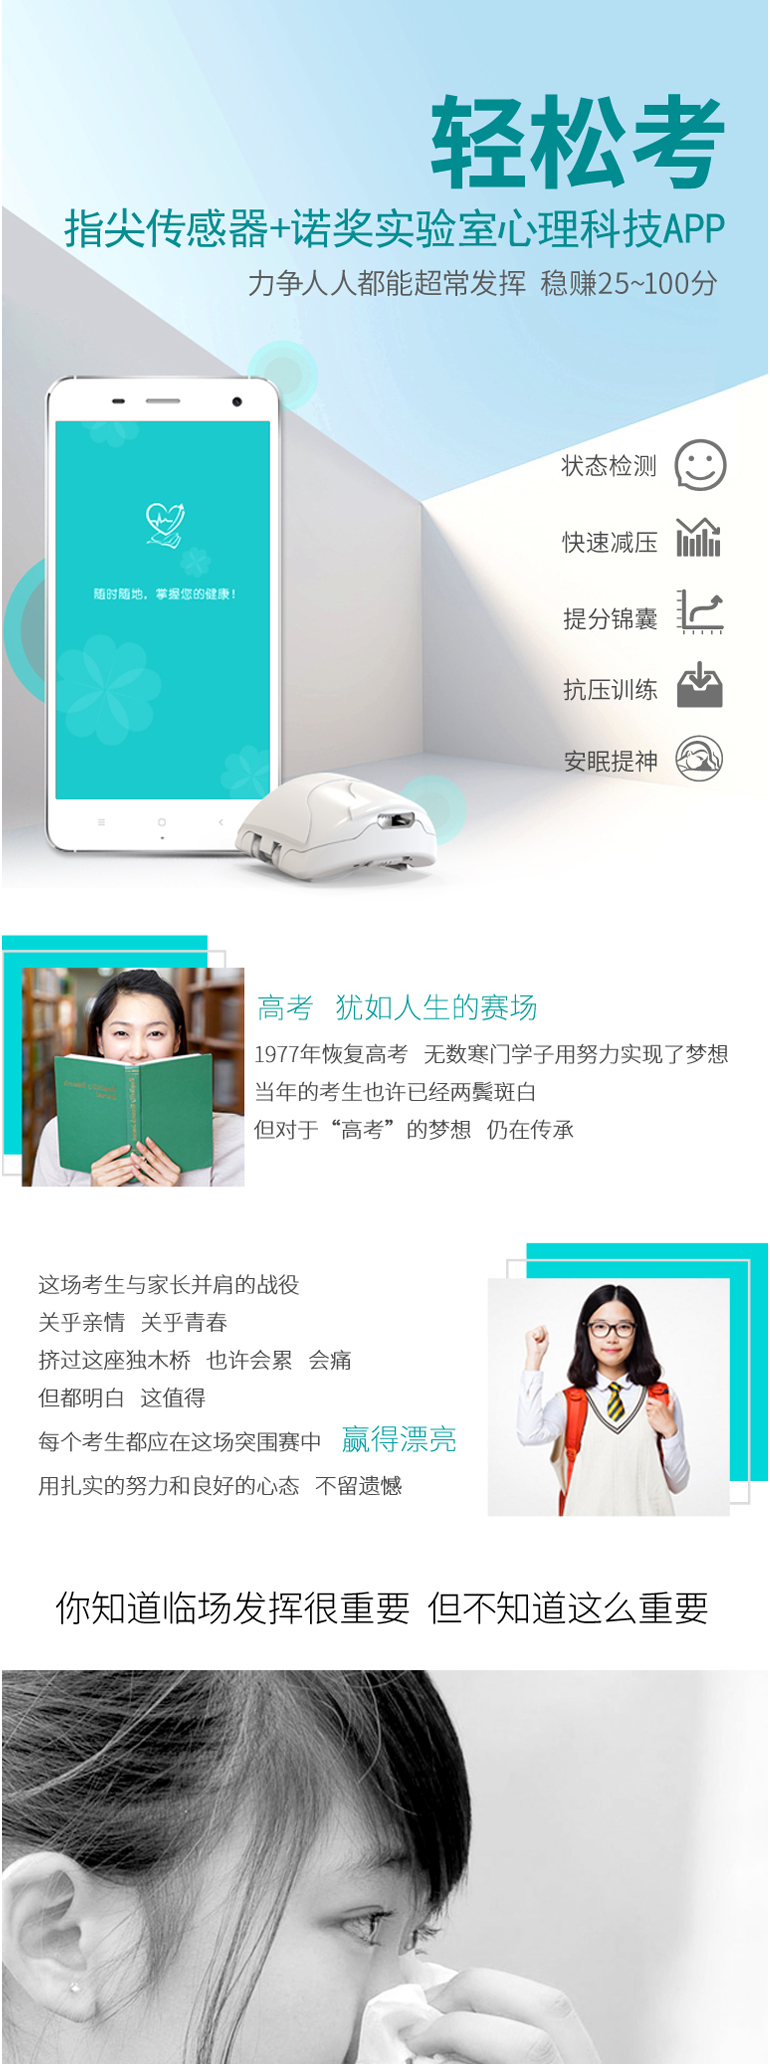 轻松考
指尖传感器+诺奖实验室心理科技APP
力争人人都能超常发挥 稳赚25~100分
随时随地，掌握您的健康！
状态检测
快速减压
提分锦囊
抗压训练
安眠提神
高考 犹如人生的赛场
1977年恢复高考 无数寒门学子用努力实现了梦想
当年的考生也许已经两鬓斑白
但对于“高考”的梦想 仍在传承
这场考生与家长并肩的战役
关乎亲情 关乎青春
挤过这座独木桥 也许会累 会痛
但都明白 这值得
每个考生都应在这场突围赛中 赢得漂亮
用扎实的努力和良好的心态 不留遗憾
你知道临场发挥很重要 但不知道这么重要